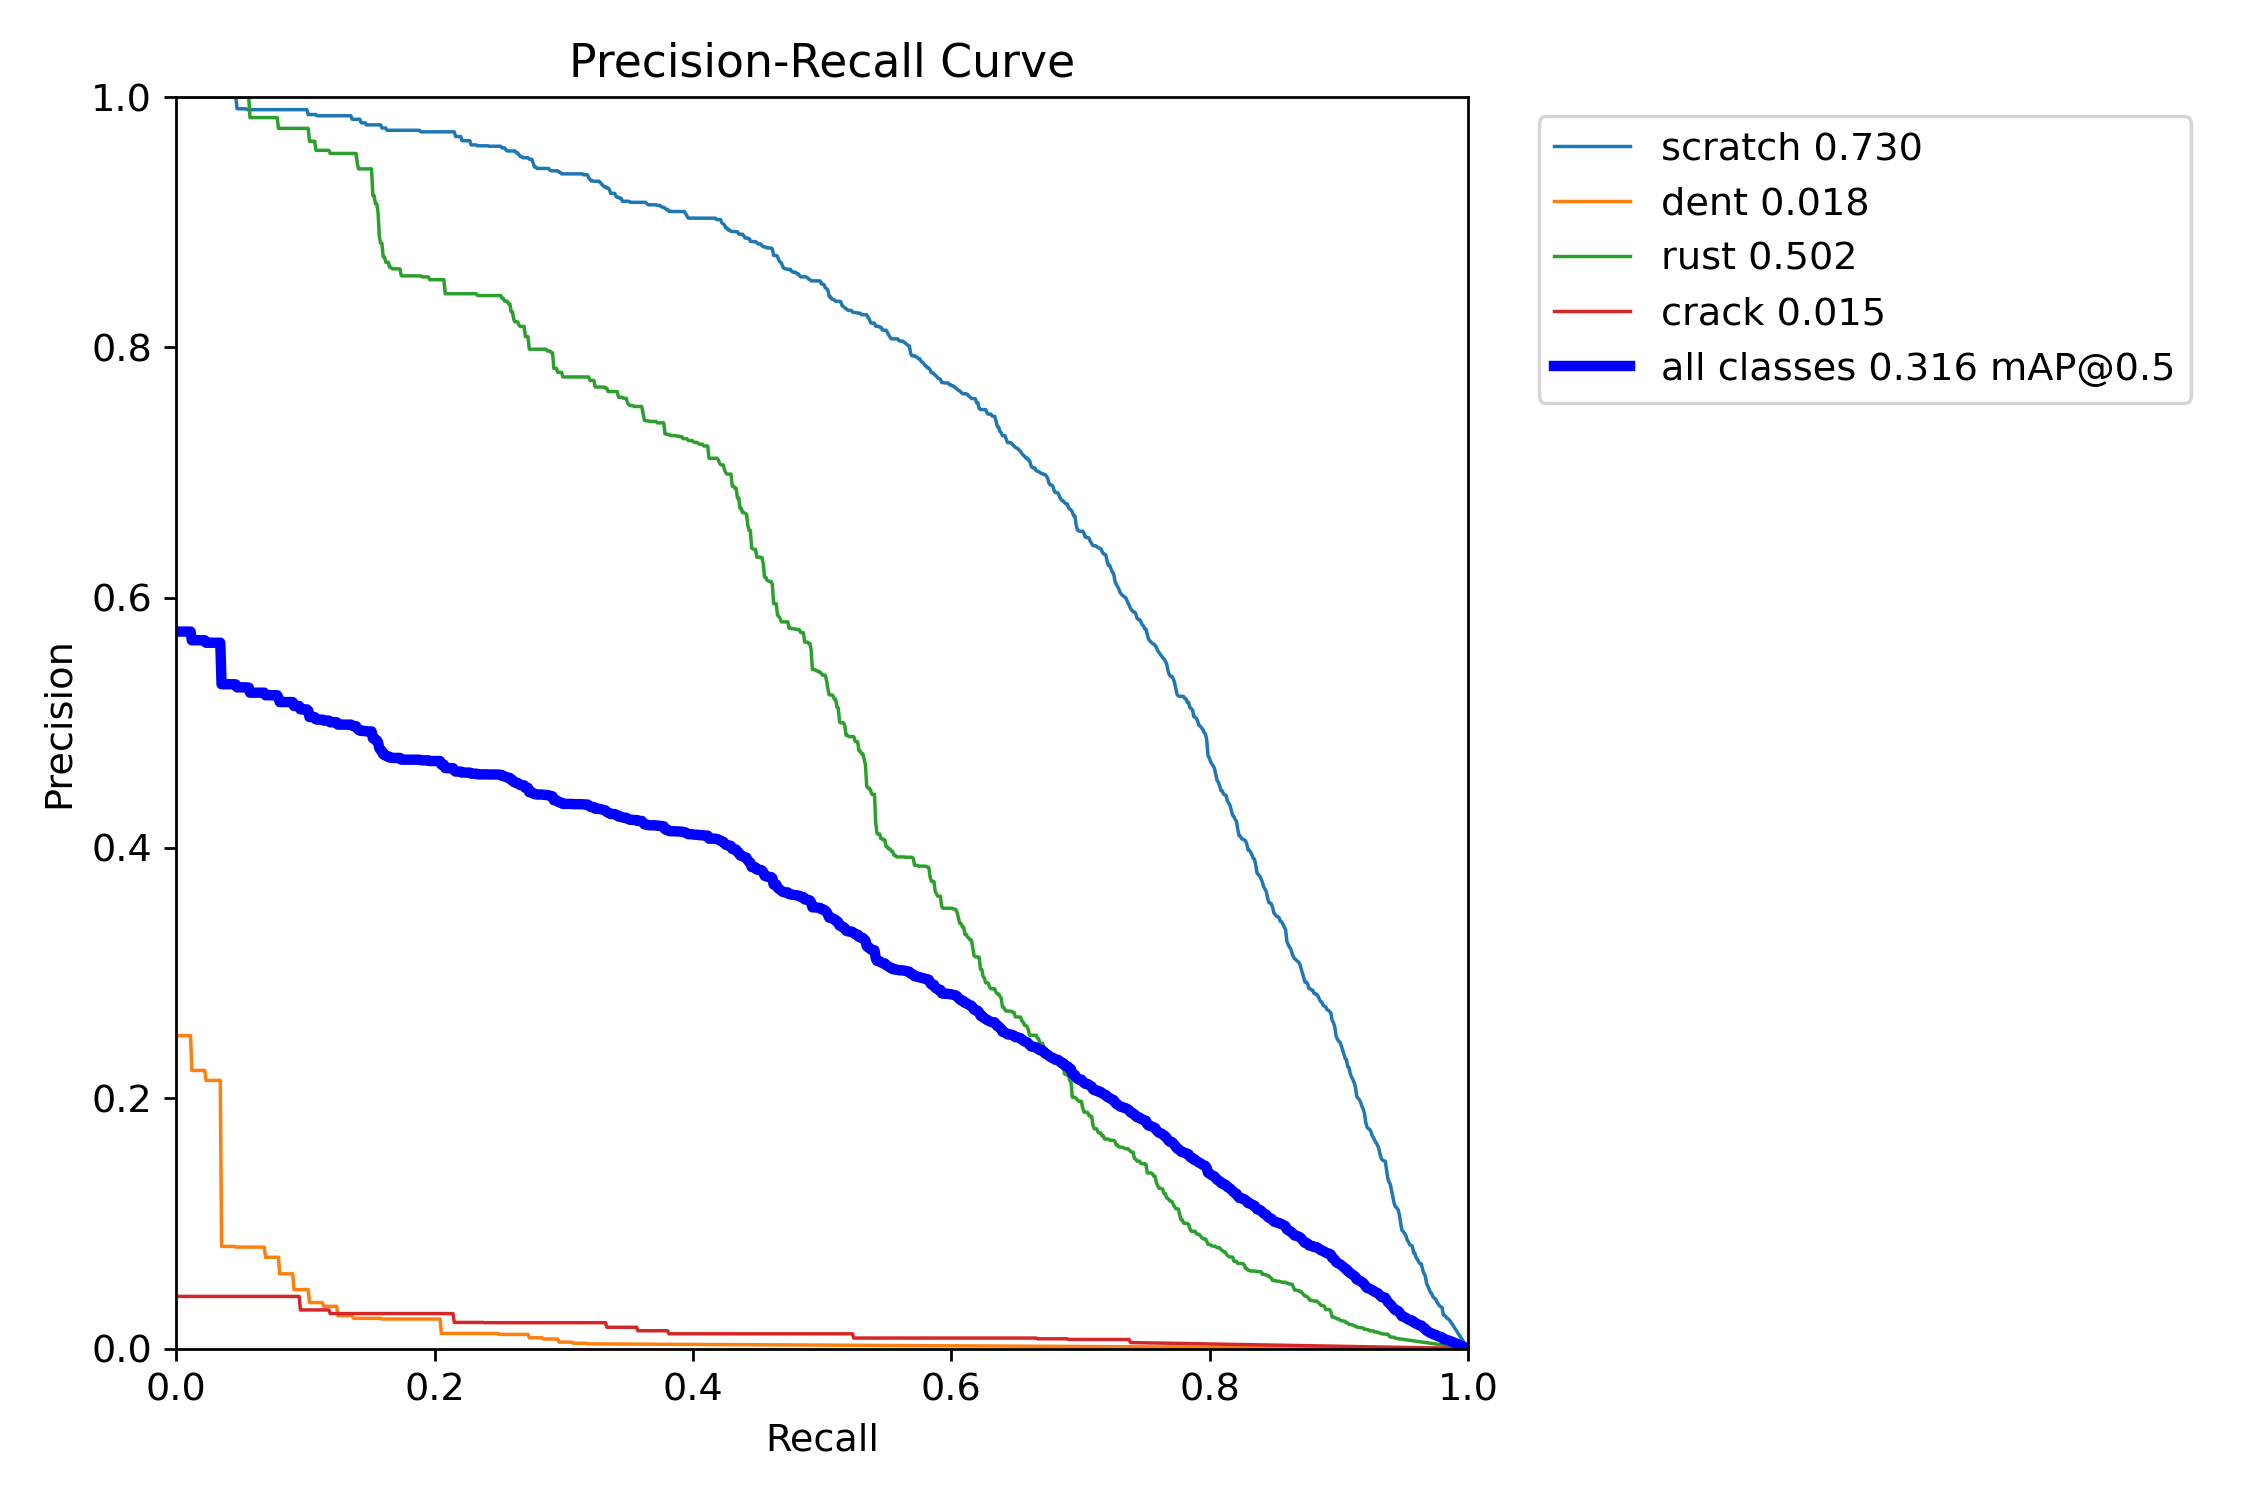 Precision-Recall Curve
1.0
0.8
0.6
0.4
0.2
0.0
Precision
0.0 0.2 0.4 0.6 0.8 1.0
Recall
scratch 0.730
dent 0.018
rust 0.502
crack 0.015
all classes 0.316 mAP@0.5